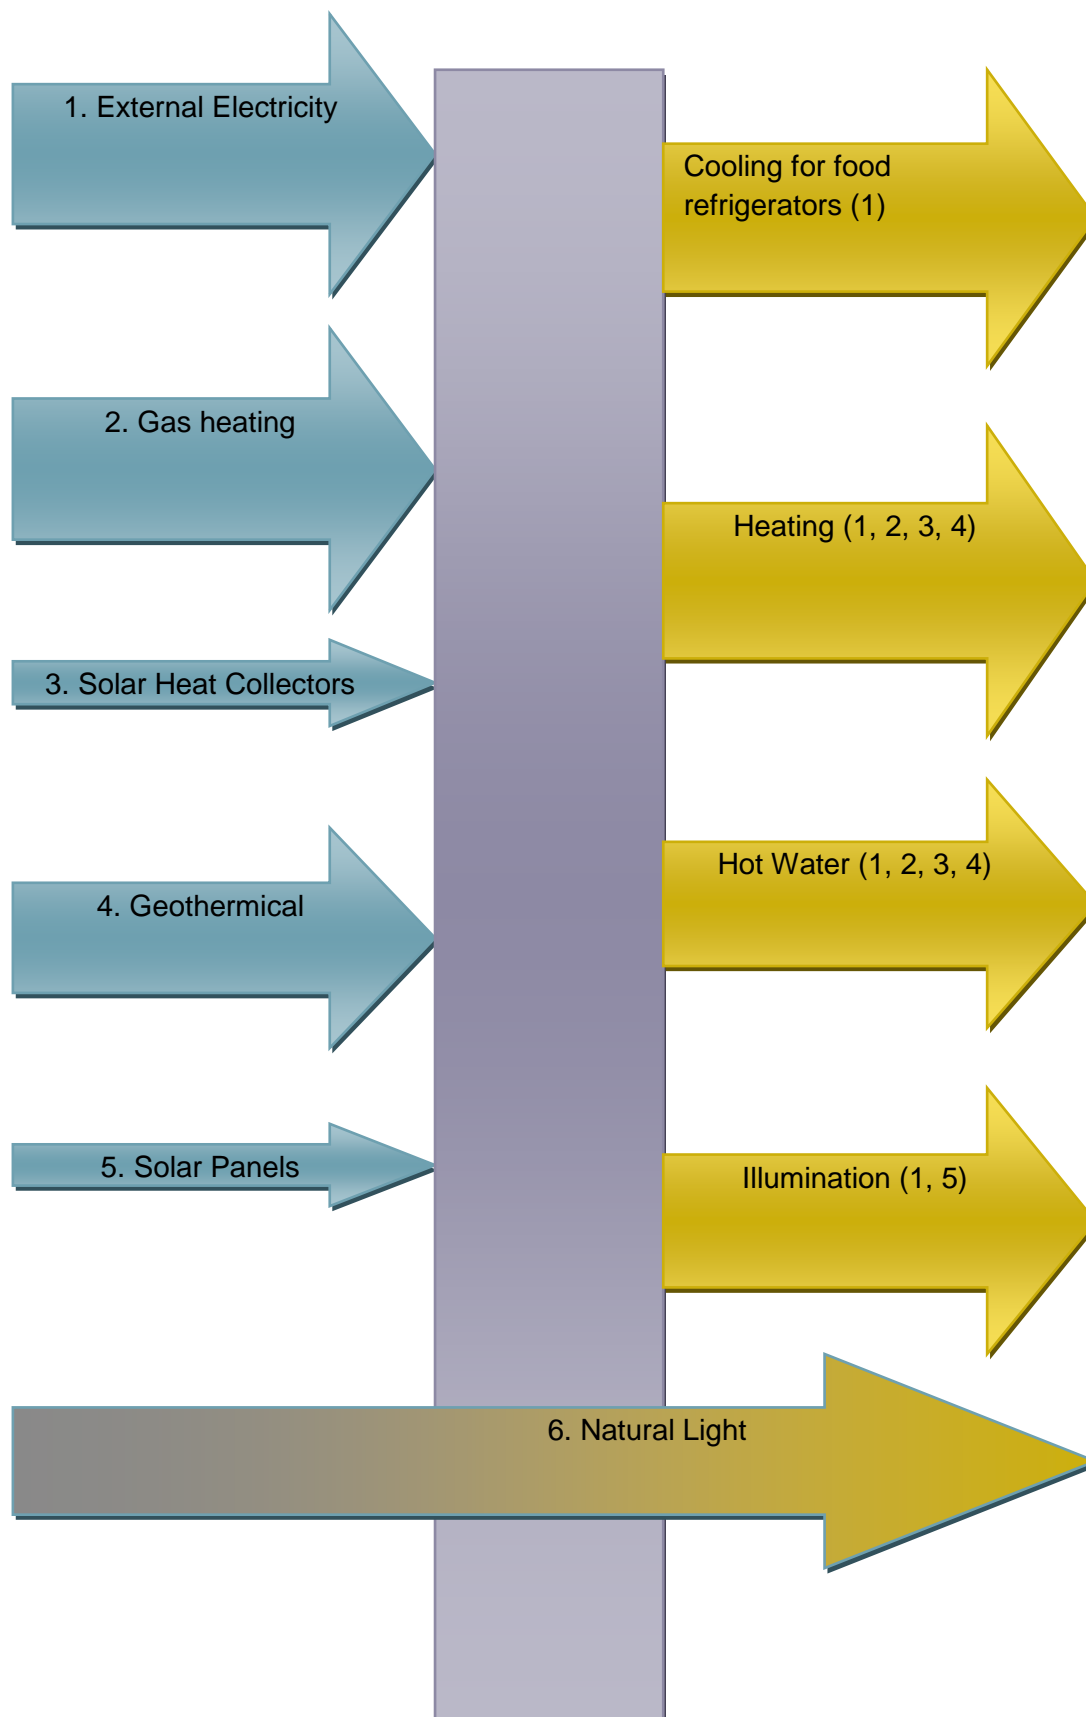 1. External Electricity
Cooling for food
refrigerators (1)
2. Gas heating
Heating (1, 2, 3, 4)
3. Solar Heat Collectors
Hot Water (1, 2, 3, 4)
4. Geothermical
5. Solar Panels
Illumination (1, 5)
6. Natural Light